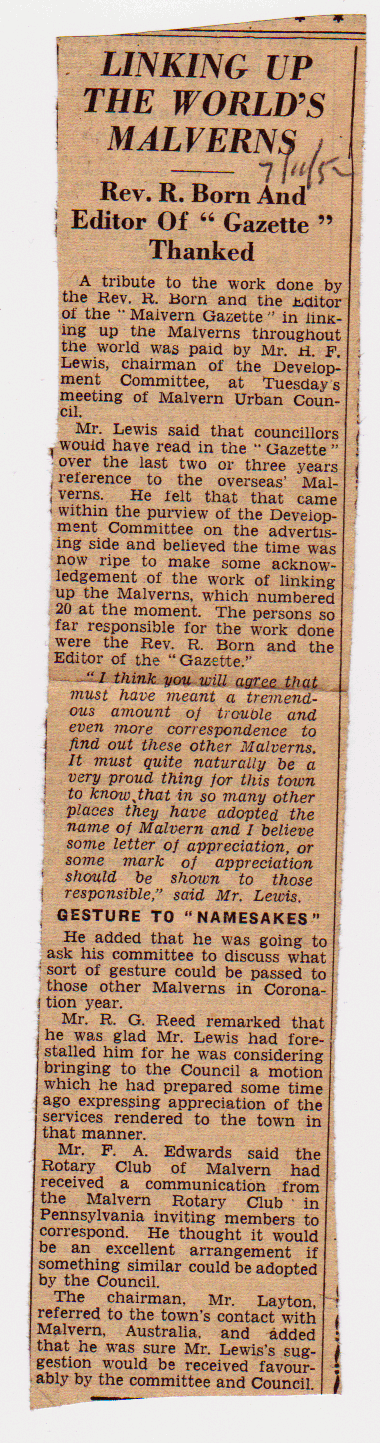 LINKING UP
THE WORLD'S
MALVERNS
7/11/52
Rev. R. Born And
Editor Of “ Gazette ”
Thanked
A tribute to the work done by
the Rev. R. Born and the Editor
of the “ Malvern Gazette ” in link-
ing up the Malverns throughout
the world was paid by Mr. H. F.
Lewis, chairman of the Develop-
ment Committee, at Tuesday's
meeting of Malvern Urban Coun-
cil.
Mr. Lewis said that councillors
would have read in the “ Gazette ”
over the last two or three years
reference to the overseas' Mal-
verns. He felt that that came
within the purview of the Develop-
ment Committee on the advertis-
ing side and believed the time was
now ripe to make some acknow-
ledgement of the work of linking
up the Malverns, which numbered
20 at the moment. The persons so
far responsible for the work done
were the Rev. R. Born and the
Editor of the “ Gazette.”
“ I think you will agree that
must have meant a tremend-
ous amount of trouble and
even more correspondence to
find out these other Malverns.
It must quite naturally be a
very proud thing for this town
to know that in so many other
places they have adopted the
name of Malvern and I believe
some letter of appreciation, or
some mark of appreciation
should be shown to those
responsible,” said Mr. Lewis.
GESTURE TO “NAMESAKES”
He added that he was going to
ask his committee to discuss what
sort of gesture could be passed to
those other Malverns in Corona-
tion year.
Mr. R. G. Reed remarked that
he was glad Mr. Lewis had fore-
stalled him for he was considering
bringing to the Council a motion
which he had prepared some time
ago expressing appreciation of the
services rendered to the town in
that manner.
Mr. F. A. Edwards said the
Rotary Club of Malvern had
received a communication from
the Malvern Rotary Club in
Pennsylvania inviting members to
correspond. He thought it would
be an excellent arrangement if
something similar could be adopted
by the Council.
The chairman, Mr. Layton,
referred to the town's contact with
Malvern, Australia, and added
that he was sure Mr. Lewis's sug-
gestion would be received favour-
ably by the committee and Council.